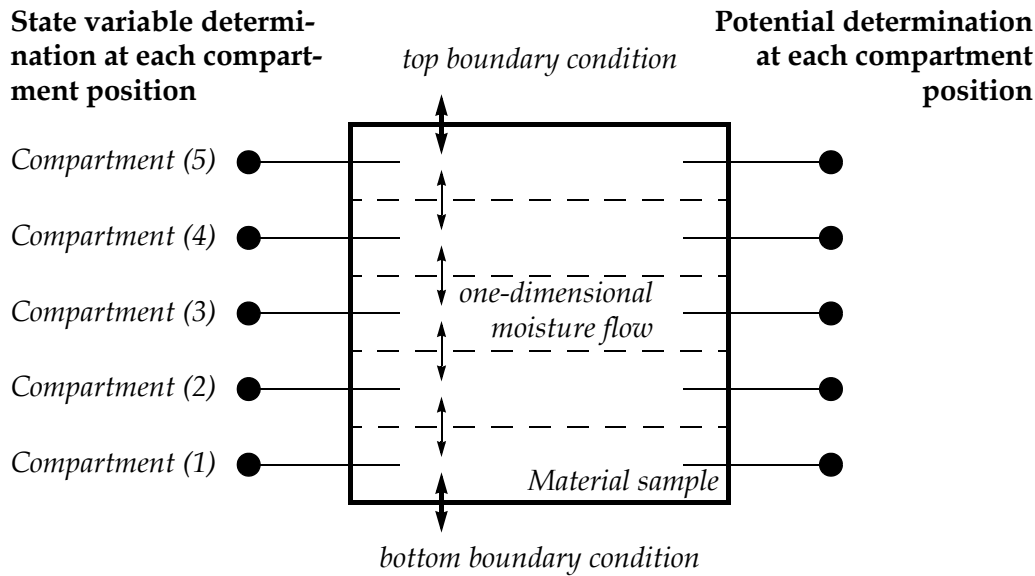 State variable determi-
nation at each compart-
ment position
Potential determination
at each compartment
position
top boundary condition
Compartment (5)
Compartment (4)
Compartment (3)
Compartment (2)
Compartment (1)
one-dimensional
moisture flow
Material sample
bottom boundary condition